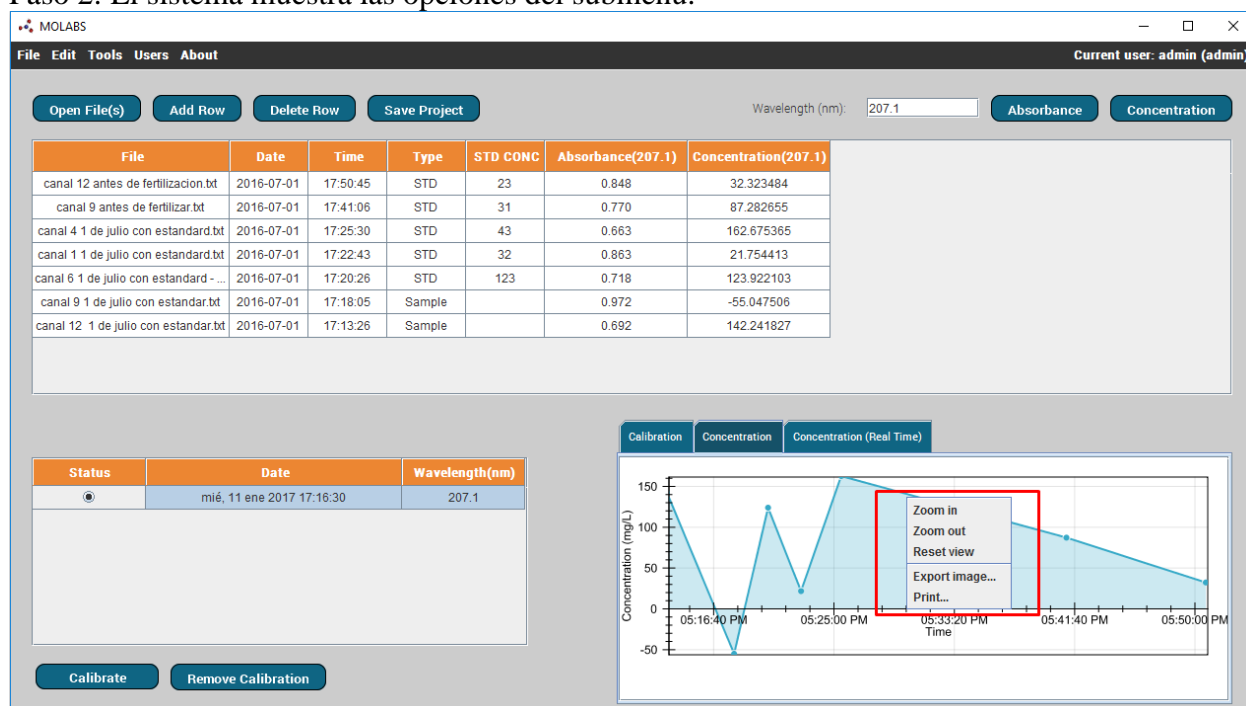 Paso 2: El sistema muestra las opciones del submenú.
MOLABS
File Edit Tools Users About Current user: admin (admin)
Open File(s) Add Row Delete Row Save Project Wavelength (nm): 207.1 Absorbance Concentration
File Date Time Type STD CONC Absorbance(207.1) Concentration(207.1)
canal 12 antes de fertilizacion.txt 2016-07-01 17:50:45 STD 23 0.848 32.323484
canal 9 antes de fertilizar.txt 2016-07-01 17:41:06 STD 31 0.770 87.282655
canal 4 1 de julio con estandard.txt 2016-07-01 17:25:30 STD 43 0.663 162.675365
canal 1 1 de julio con estandard.txt 2016-07-01 17:22:43 STD 32 0.863 21.754413
canal 6 1 de julio con estandard - ... 2016-07-01 17:20:26 STD 123 0.718 123.922103
canal 9 1 de julio con estandar.txt 2016-07-01 17:18:05 Sample 0.972 -55.047506
canal 12 1 de julio con estandar.txt 2016-07-01 17:13:26 Sample 0.692 142.241827
Calibration Concentration Concentration (Real Time)
Status Date Wavelength(nm)
mié, 11 ene 2017 17:16:30 207.1
Calibrate Remove Calibration
Concentration (mg/L)
150
100
50
0
-50
Zoom in
Zoom out
Reset view
Export image...
Print...
05:16:40 PM 05:25:00 PM 05:33:20 PM 05:41:40 PM 05:50:00 PM
Time